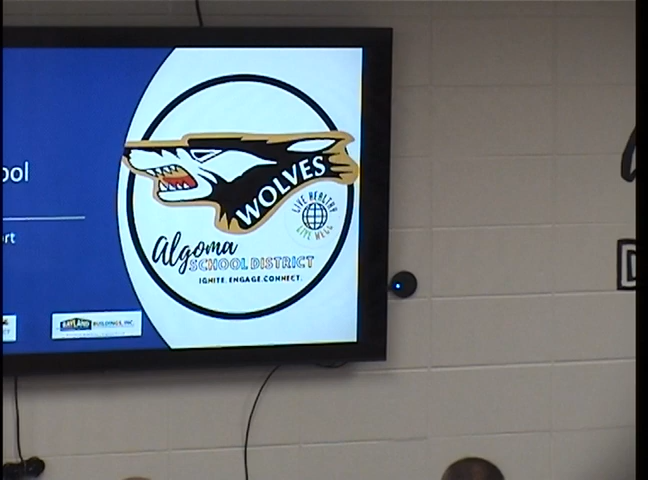 ool
rt
WOLVES
LIVE HEALTHY
LIVE WELL
Algoma
SCHOOL DISTRICT
IGNITE. ENGAGE. CONNECT.
BAYLAND BUILDINGS, INC.
D